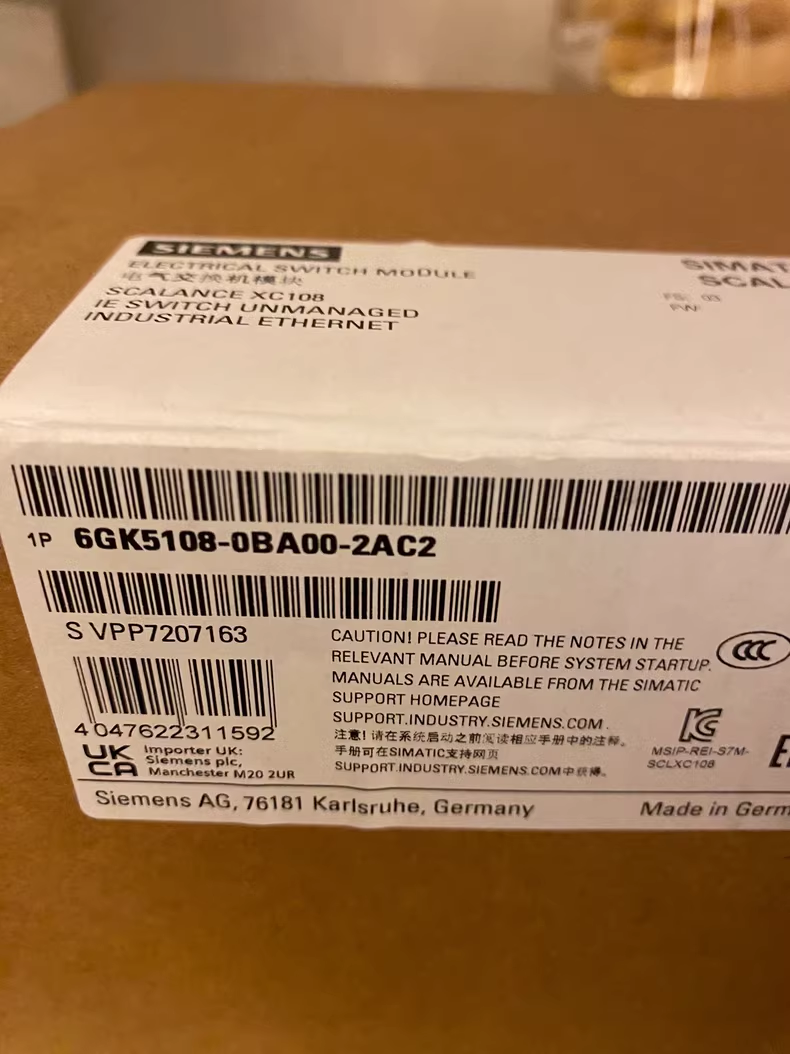 SIEMENS
ELECTRICAL SWITCH MODULE
电气交换机模块
SCALANCE XC108
IE SWITCH UNMANAGED
INDUSTRIAL ETHERNET
SIMAT
SCAL
FS: 03
FW:
1P 6GK5108-0BA00-2AC2
S VPP7207163
4 047622311592
UK
CA
Importer UK:
Siemens plc,
Manchester M20 2UR
CAUTION! PLEASE READ THE NOTES IN THE
RELEVANT MANUAL BEFORE SYSTEM STARTUP.
MANUALS ARE AVAILABLE FROM THE SIMATIC
SUPPORT HOMEPAGE
SUPPORT.INDUSTRY.SIEMENS.COM.
注意! 请在系统启动之前阅读相应手册中的注释。
手册可在SIMATIC支持网页
SUPPORT.INDUSTRY.SIEMENS.COM中获得。
CCC
MSIP-REI-S7M-
SCLXC108
Siemens AG, 76181 Karlsruhe, Germany
Made in Germ